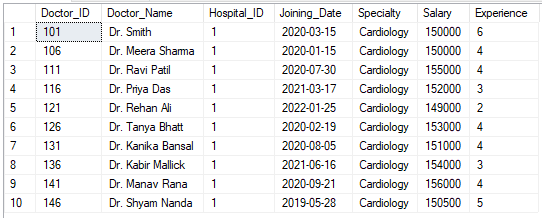 Doctor_ID Doctor_Name Hospital_ID Joining_Date Specialty Salary Experience
1 101 Dr. Smith 1 2020-03-15 Cardiology 150000 6
2 106 Dr. Meera Sharma 1 2020-01-15 Cardiology 150000 4
3 111 Dr. Ravi Patil 1 2020-07-30 Cardiology 155000 4
4 116 Dr. Priya Das 1 2021-03-17 Cardiology 152000 3
5 121 Dr. Rehan Ali 1 2022-01-25 Cardiology 149000 2
6 126 Dr. Tanya Bhatt 1 2020-02-19 Cardiology 153000 4
7 131 Dr. Kanika Bansal 1 2020-08-05 Cardiology 151000 4
8 136 Dr. Kabir Mallick 1 2021-06-16 Cardiology 154000 3
9 141 Dr. Manav Rana 1 2020-09-21 Cardiology 156000 4
10 146 Dr. Shyam Nanda 1 2019-05-28 Cardiology 150500 5